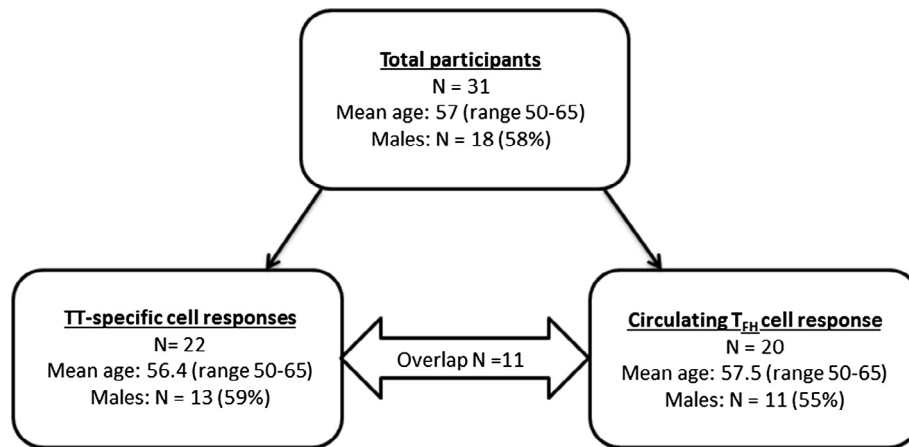 Total participants
N = 31
Mean age: 57 (range 50-65)
Males: N = 18 (58%)
TT-specific cell responses
N= 22
Mean age: 56.4 (range 50-65)
Males: N = 13 (59%)
Overlap N =11
Circulating TFH cell response
N = 20
Mean age: 57.5 (range 50-65)
Males: N = 11 (55%)